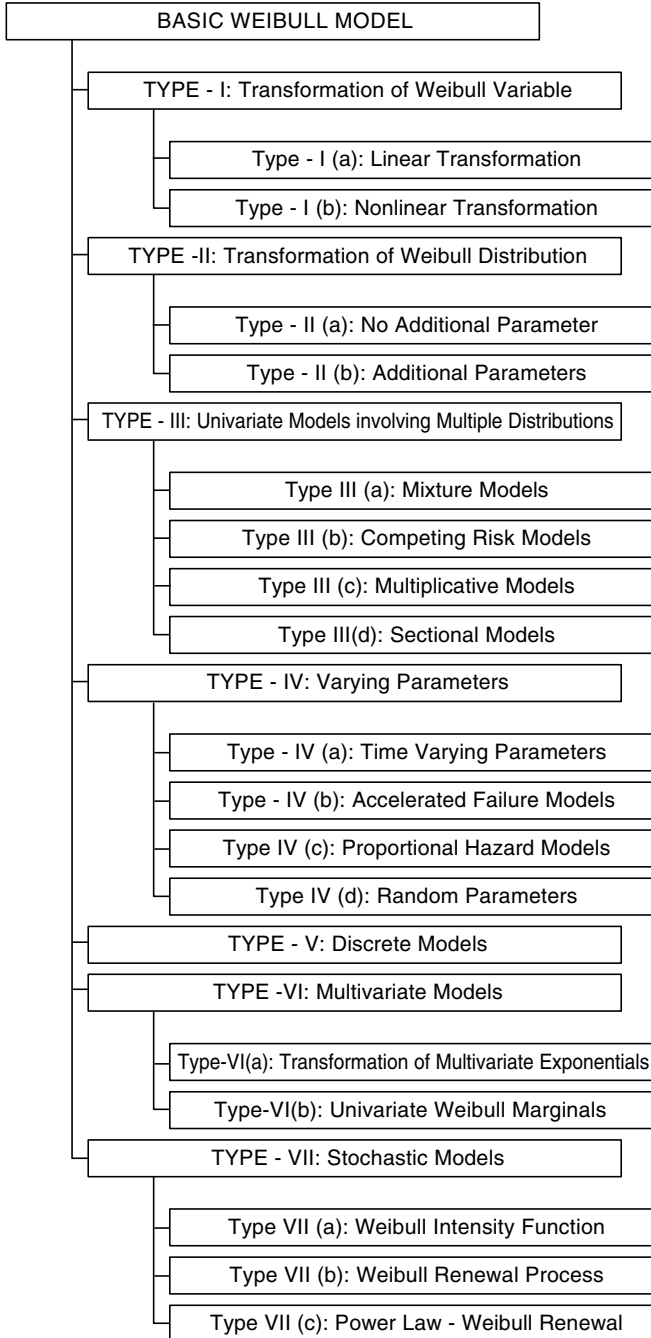 BASIC WEIBULL MODEL
TYPE - I: Transformation of Weibull Variable
Type - I (a): Linear Transformation
Type - I (b): Nonlinear Transformation
TYPE -II: Transformation of Weibull Distribution
Type - II (a): No Additional Parameter
Type - II (b): Additional Parameters
TYPE - III: Univariate Models involving Multiple Distributions
Type III (a): Mixture Models
Type III (b): Competing Risk Models
Type III (c): Multiplicative Models
Type III(d): Sectional Models
TYPE - IV: Varying Parameters
Type - IV (a): Time Varying Parameters
Type - IV (b): Accelerated Failure Models
Type IV (c): Proportional Hazard Models
Type IV (d): Random Parameters
TYPE - V: Discrete Models
TYPE -VI: Multivariate Models
Type-VI(a): Transformation of Multivariate Exponentials
Type-VI(b): Univariate Weibull Marginals
TYPE - VII: Stochastic Models
Type VII (a): Weibull Intensity Function
Type VII (b): Weibull Renewal Process
Type VII (c): Power Law - Weibull Renewal